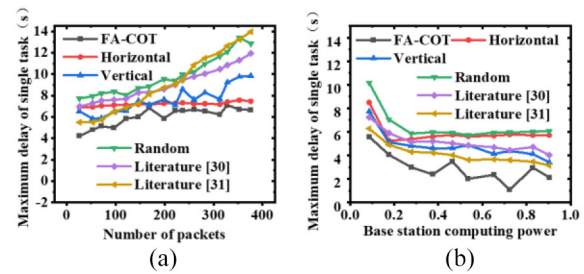 Maximum delay of single task（s）
14
12
10
8
6
4
2
0
-2
FA-COT
Horizontal
Vertical
Random
Literature [30]
Literature [31]
0 100 200 300 400
Number of packets
(a)
Maximum delay of single task（s）
14
12
10
8
6
4
2
0
FA-COT Horizontal
Vertical
Random
Literature [30]
Literature [31]
0.0 0.2 0.4 0.6 0.8 1.0
Base station computing power
(b)